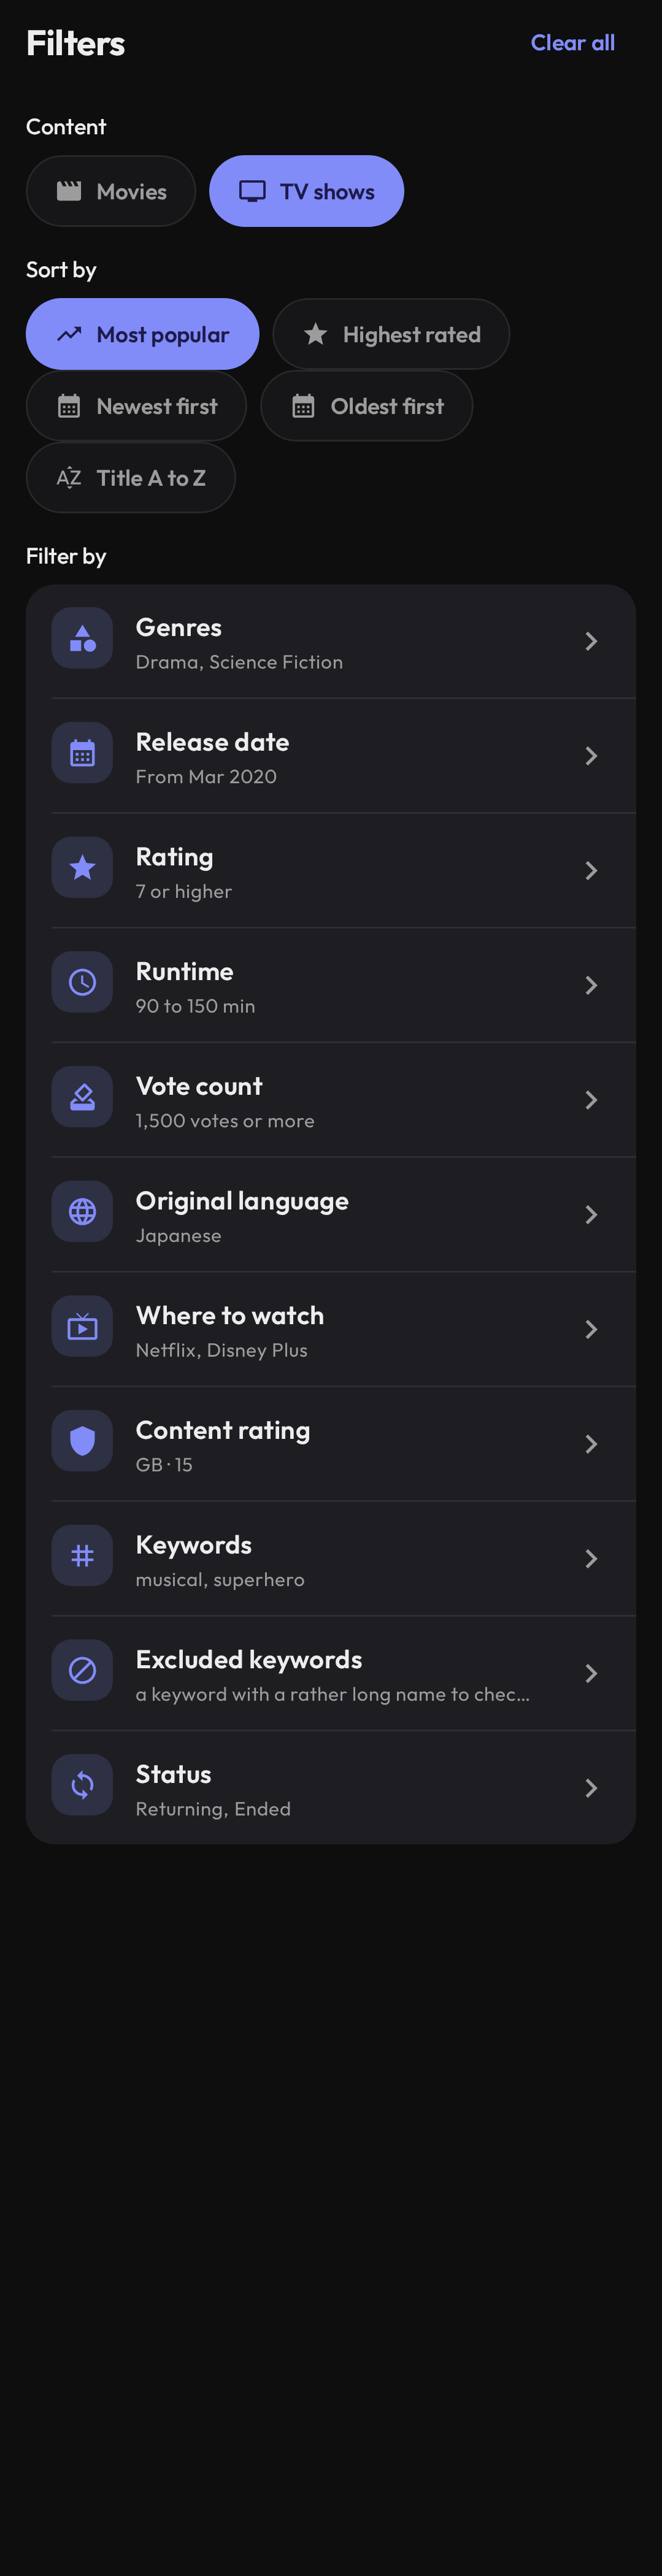 Filters
Clear all
Content
Movies
TV shows
Sort by
Most popular
Highest rated
Newest first
Oldest first
Title A to Z
Filter by
Genres
Drama, Science Fiction
Release date
From Mar 2020
Rating
7 or higher
Runtime
90 to 150 min
Vote count
1,500 votes or more
Original language
Japanese
Where to watch
Netflix, Disney Plus
Content rating
GB · 15
Keywords
musical, superhero
Excluded keywords
a keyword with a rather long name to chec...
Status
Returning, Ended